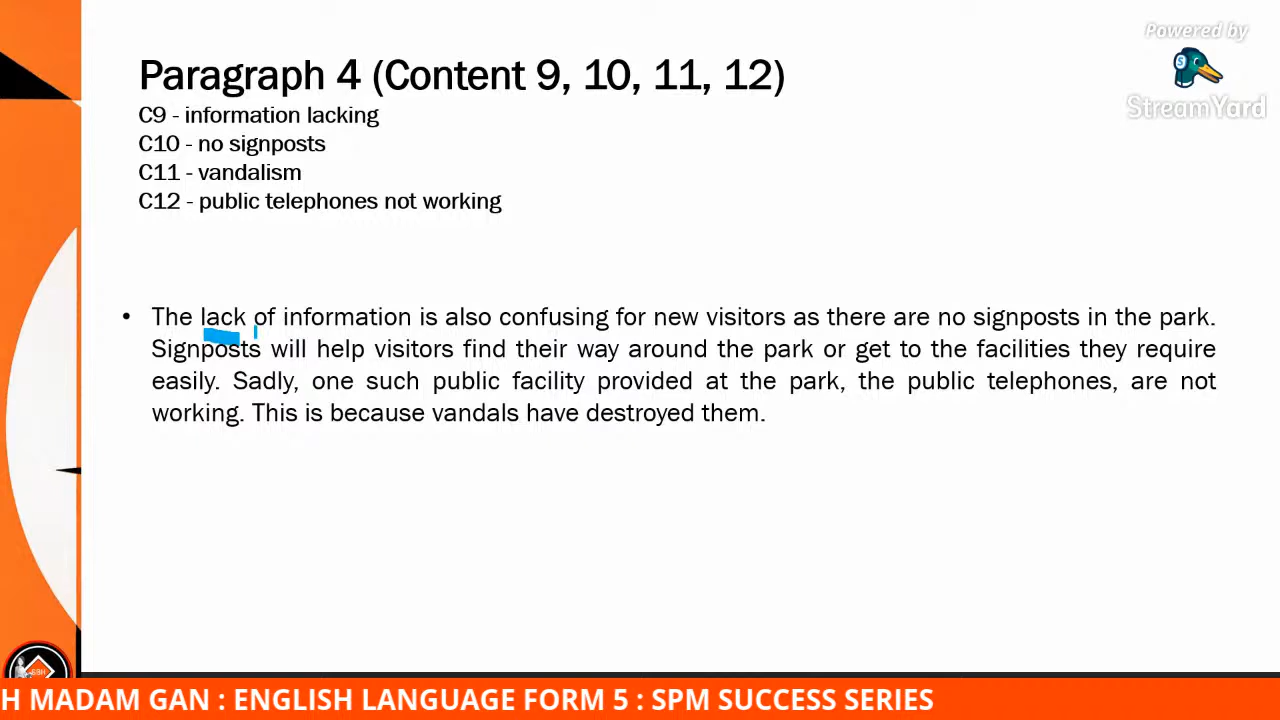 Powered by
StreamYard
Paragraph 4 (Content 9, 10, 11, 12)
C9 - information lacking
C10 - no signposts
C11 - vandalism
C12 - public telephones not working
• The lack of information is also confusing for new visitors as there are no signposts in the park.
Signposts will help visitors find their way around the park or get to the facilities they require
easily. Sadly, one such public facility provided at the park, the public telephones, are not
working. This is because vandals have destroyed them.
H MADAM GAN : ENGLISH LANGUAGE FORM 5 : SPM SUCCESS SERIES